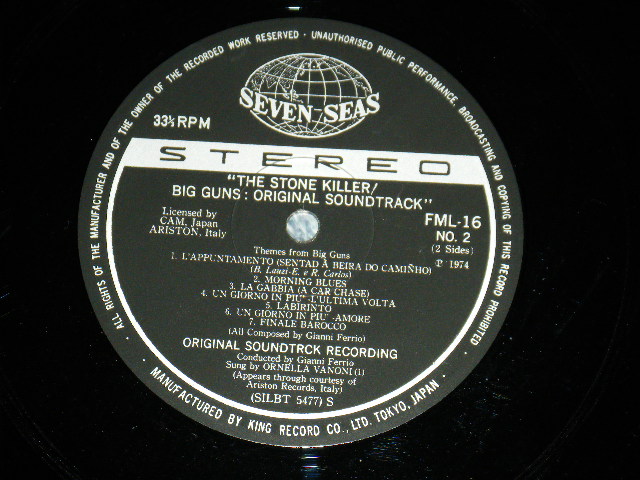 ALL RIGHTS OF THE MANUFACTURER AND OF THE OWNER OF THE RECORDED WORK RESERVED · UNAUTHORISED PUBLIC PERFORMANCE, BROADCASTING AND COPYING OF THIS RECORD PROHIBITED ·
SEVEN SEAS
33⅓ RPM
STEREO
"THE STONE KILLER/
BIG GUNS : ORIGINAL SOUNDTRACK"
Licensed by
CAM, Japan
ARISTON, Italy
FML-16
NO. 2
(2 Sides)
Ⓟ 1974
Themes from Big Guns
1. L'APPUNTAMENTO (SENTAD Å BEIRA DO CAMIÑHO)
(B. Lauzi-E. e R. Carlos)
2. MORNING BLUES
3. LA GABBIA (A CAR CHASE)
4. UN GIORNO IN PIU' -L'ULTIMA VOLTA
5. LABIRINTO
6. UN GIORNO IN PIU' -AMORE
7. FINALE BAROCCO
(All Composed by Gianni Ferrio)
ORIGINAL SOUNDTRCK RECORDING
Conducted by Gianni Ferrio
Sung by ORNELLA VANONI (1)
(Appears through courtesy of
Ariston Records, Italy)
(SILBT 5477) S
MANUFACTURED BY KING RECORD CO., LTD. TOKYO, JAPAN ·